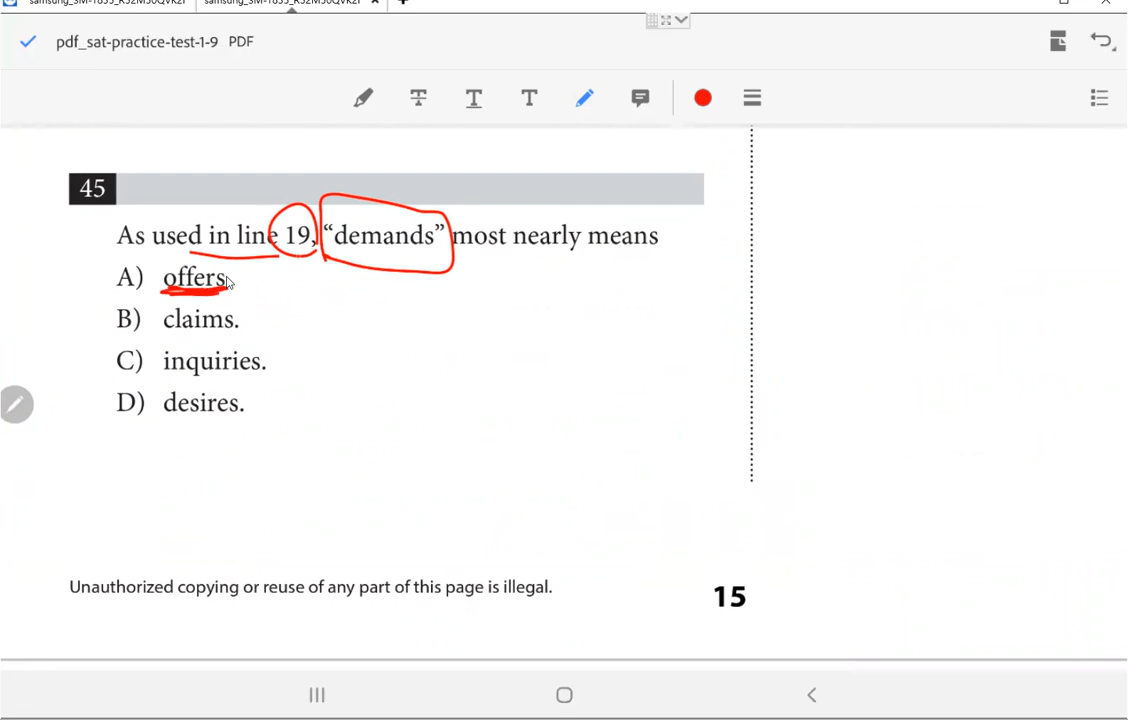 pdf_sat-practice-test-1-9 PDF
45
As used in line 19, “demands” most nearly means
A) offers.
B) claims.
C) inquiries.
D) desires.
Unauthorized copying or reuse of any part of this page is illegal.
15